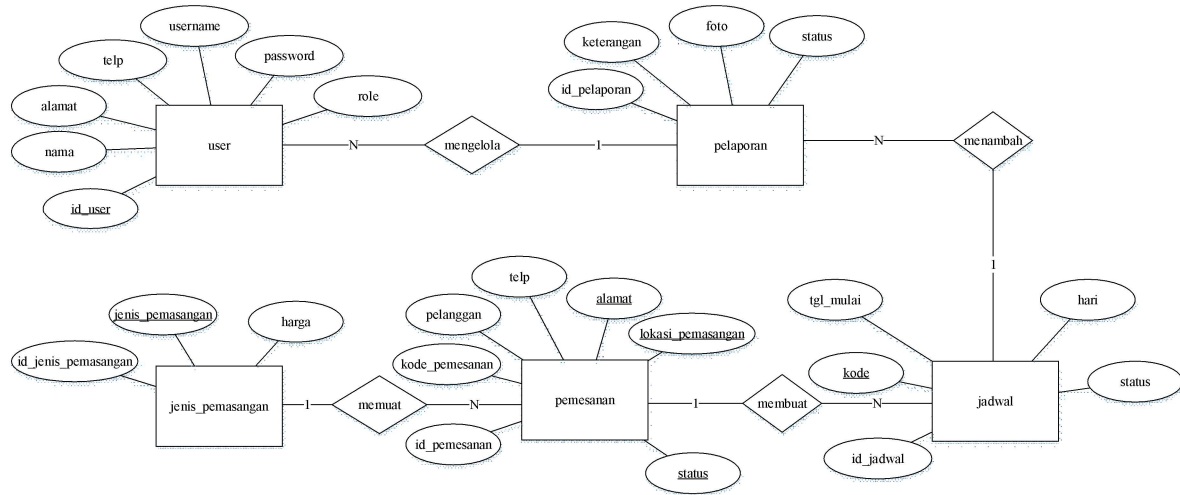 username
telp
password
alamat
role
nama
user
id_user
N
mengelola
1
keterangan
foto
status
id_pelaporan
pelaporan
N
menambah
1
jenis_pemasangan
harga
id_jenis_pemasangan
jenis_pemasangan
1
memuat
N
telp
alamat
pelanggan
lokasi_pemasangan
kode_pemesanan
pemesanan
id_pemesanan
status
1
membuat
N
tgl_mulai
hari
kode
status
jadwal
id_jadwal